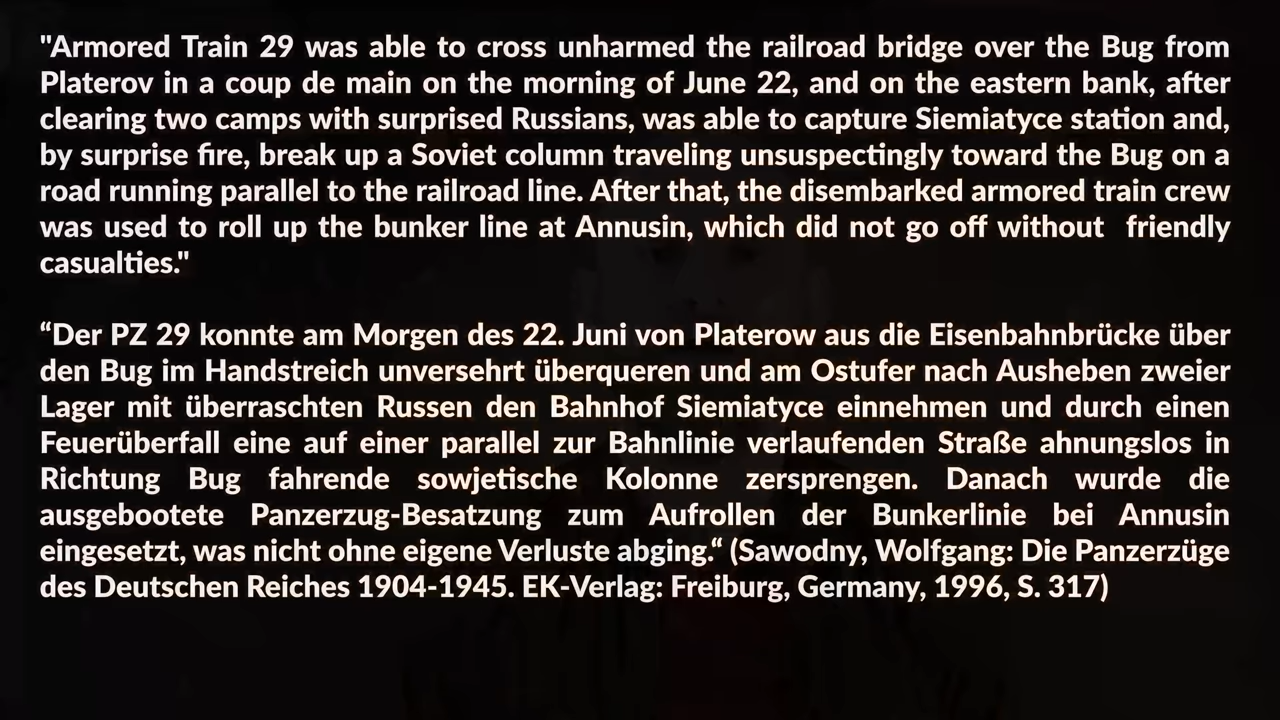 "Armored Train 29 was able to cross unharmed the railroad bridge over the Bug from
Platerov in a coup de main on the morning of June 22, and on the eastern bank, after
clearing two camps with surprised Russians, was able to capture Siemiatyce station and,
by surprise fire, break up a Soviet column traveling unsuspectingly toward the Bug on a
road running parallel to the railroad line. After that, the disembarked armored train crew
was used to roll up the bunker line at Annusin, which did not go off without  friendly
casualties."
“Der PZ 29 konnte am Morgen des 22. Juni von Platerow aus die Eisenbahnbrücke über
den Bug im Handstreich unversehrt überqueren und am Ostufer nach Ausheben zweier
Lager mit überraschten Russen den Bahnhof Siemiatyce einnehmen und durch einen
Feuerüberfall eine auf einer parallel zur Bahnlinie verlaufenden Straße ahnungslos in
Richtung Bug fahrende sowjetische Kolonne zersprengen. Danach wurde die
ausgebootete Panzerzug-Besatzung zum Aufrollen der Bunkerlinie bei Annusin
eingesetzt, was nicht ohne eigene Verluste abging.“ (Sawodny, Wolfgang: Die Panzerzüge
des Deutschen Reiches 1904-1945. EK-Verlag: Freiburg, Germany, 1996, S. 317)